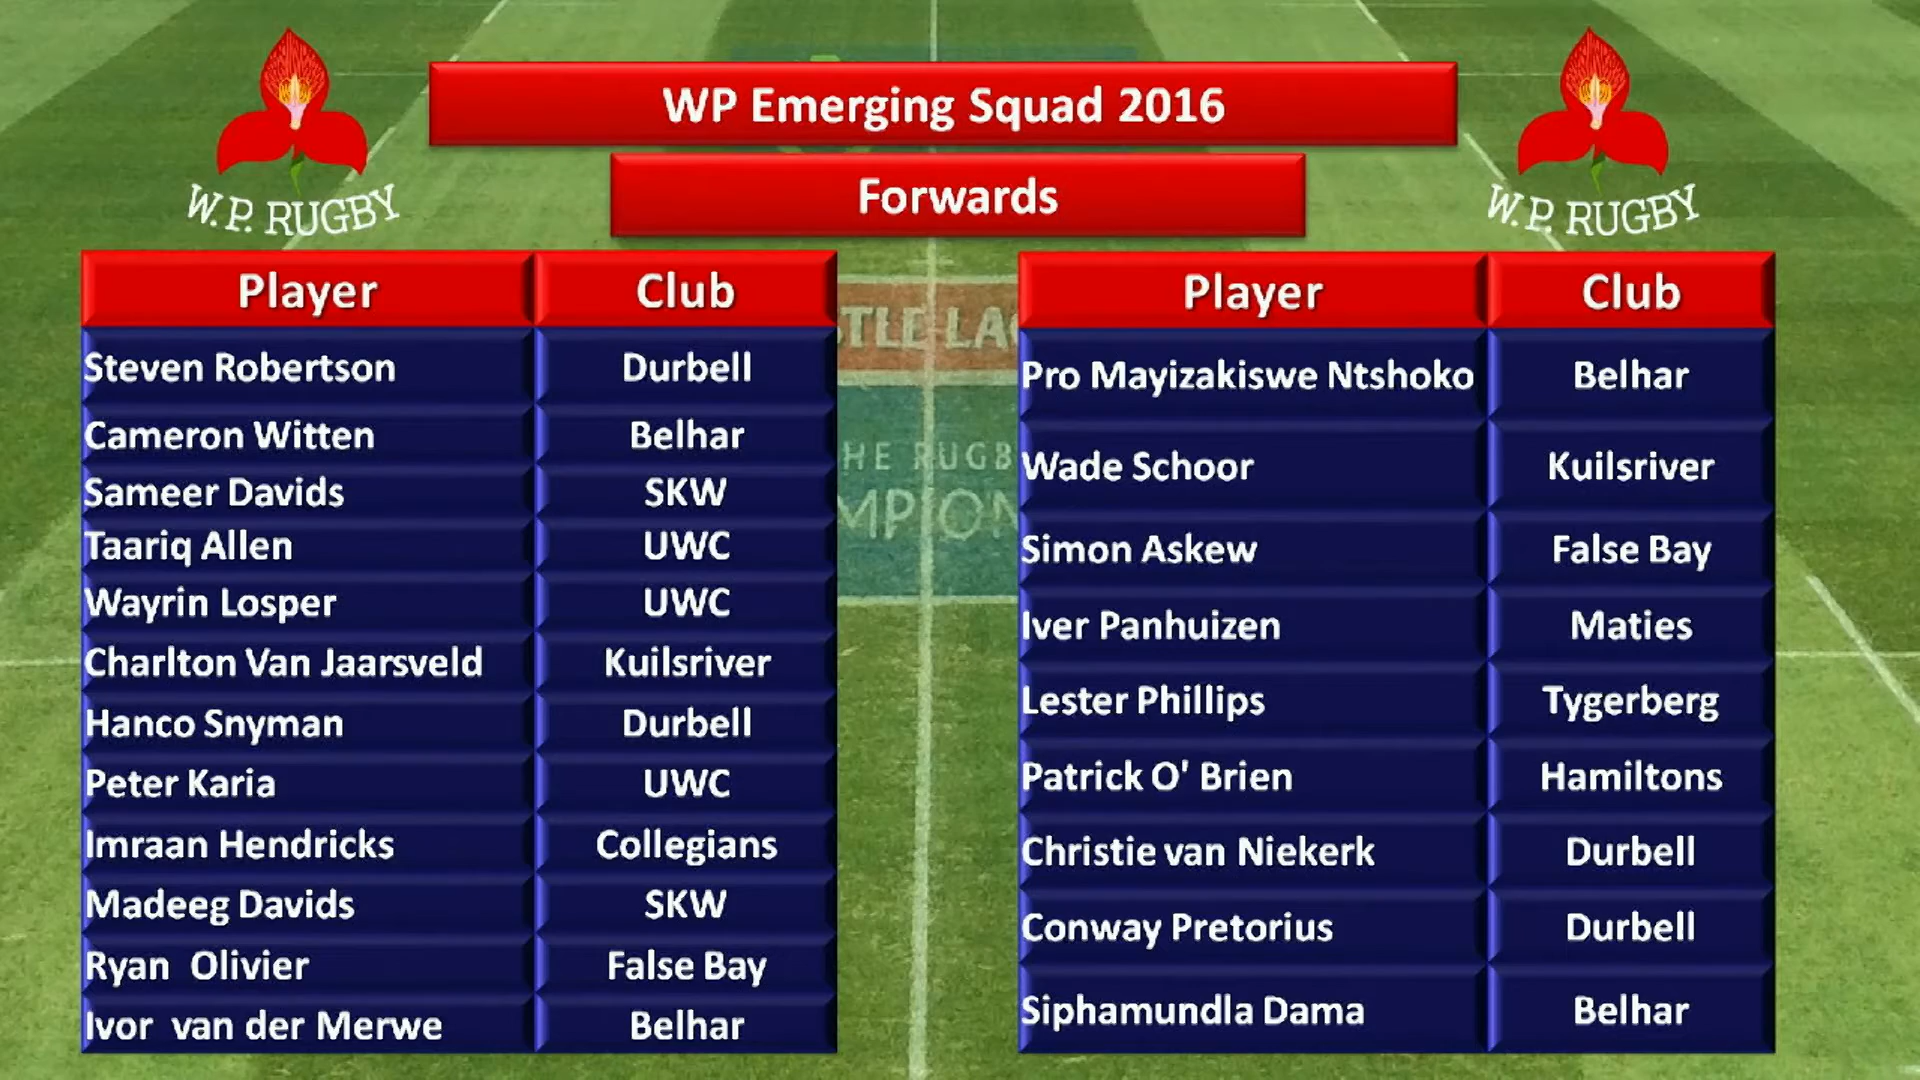 WP Emerging Squad 2016
Forwards
W.P. RUGBY
W.P. RUGBY
Player Club
Steven Robertson Durbell
Cameron Witten Belhar
Sameer Davids SKW
Taariq Allen UWC
Wayrin Losper UWC
Charlton Van Jaarsveld Kuilsriver
Hanco Snyman Durbell
Peter Karia UWC
Imraan Hendricks Collegians
Madeeg Davids SKW
Ryan Olivier False Bay
Ivor van der Merwe Belhar
Player Club
Pro Mayizakiswe Ntshoko Belhar
Wade Schoor Kuilsriver
Simon Askew False Bay
Iver Panhuizen Maties
Lester Phillips Tygerberg
Patrick O' Brien Hamiltons
Christie van Niekerk Durbell
Conway Pretorius Durbell
Siphamundla Dama Belhar